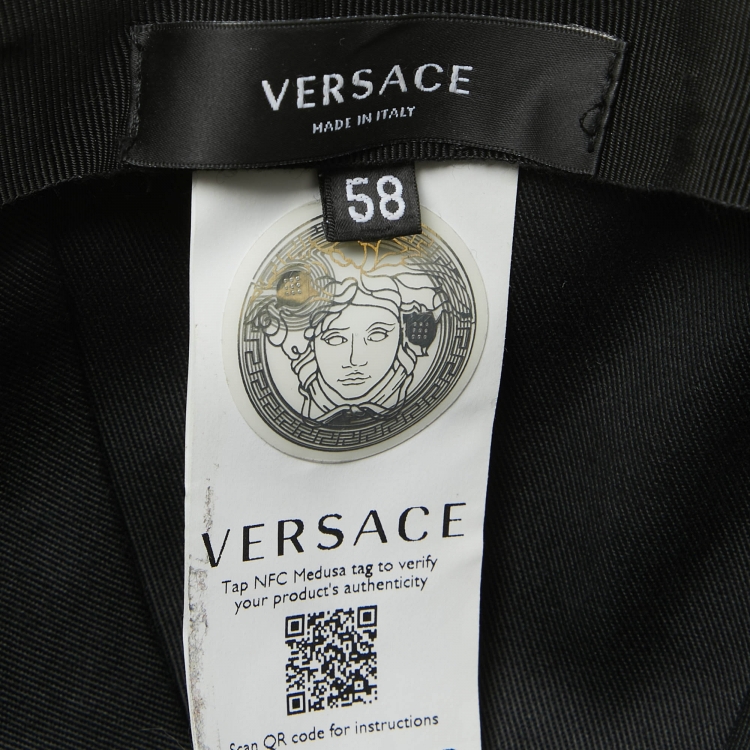 VERSACE
MADE IN ITALY
58
VERSACE
Tap NFC Medusa tag to verify
your product's authenticity
Scan QR code for instructions